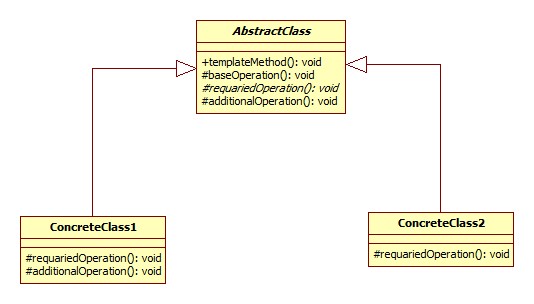 AbstractClass
+templateMethod(): void
#baseOperation(): void
#requariedOperation(): void
#additionalOperation(): void
ConcreteClass1
#requariedOperation(): void
#additionalOperation(): void
ConcreteClass2
#requariedOperation(): void